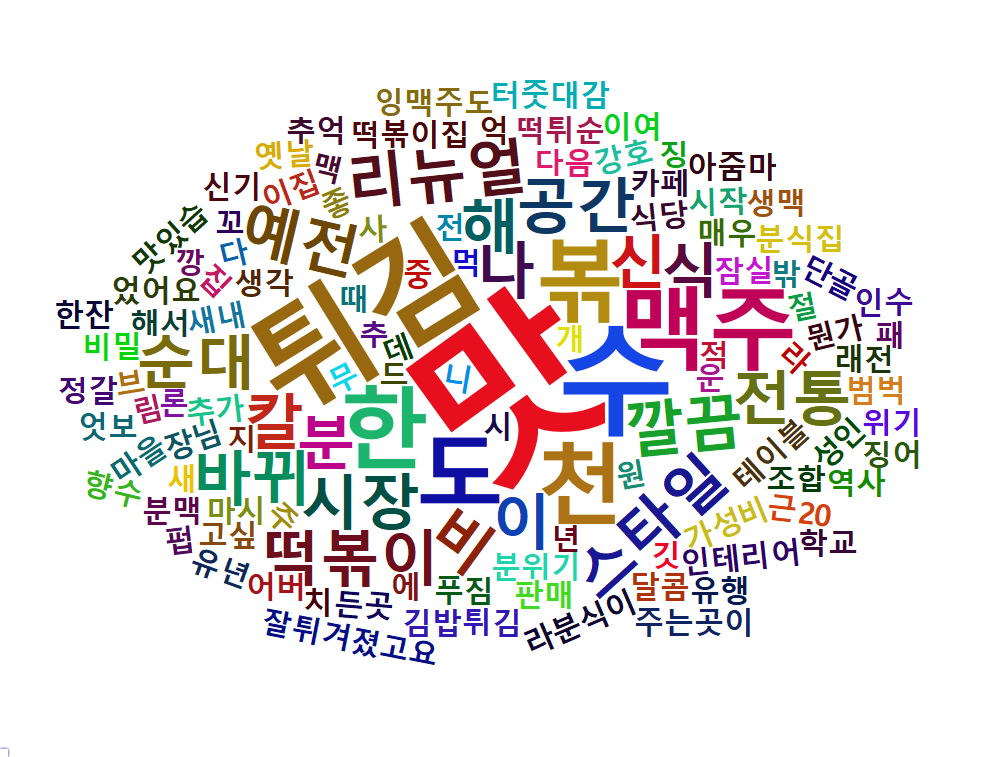 잉맥주도
터줏대감
추억
떡볶이집
억
떡튀순
이여
옛날
맥
리뉴얼
다음
강호
징
아줌마
신기
이집
좋
카페
시작
생맥
꼬
예전
사
전
해
공간
식당
매우
분식집
맛있습
깡
다
집
생각
튀김
중
먹
나
볶
신
식
잠실
밖
단골
었어요
한잔
해서
새내
때
맛
맥주
절
인수
비밀
순대
추
데
개
적
뭔가
패
정갈
브
무
드
니
수
운
라
래전
림
론
추가
칼
한
깔끔
전통
범벅
엇보
마을
장님
지
분
도
시
테이블
성인
위기
징어
향수
새
바뀌
시장
이
천
원
스타일
조합
역사
분맥
마시
쥬
떡볶이
비
년
가성비
근
20
펍
고싶
분위기
깃
인테리어
학교
유년
어버
에
푸짐
판매
달콤
유행
치
든곳
김밥튀김
라분식이
주는곳이
잘튀겨졌고요